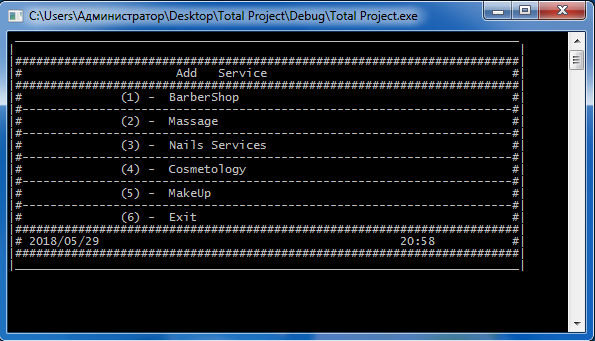 C:\Users\Администратор\Desktop\Total Project\Debug\Total Project.exe
########################################################################
# Add Service #|
########################################################################
# (1) - BarberShop #|
#----------------------------------------------------------------------#|
# (2) - Massage #|
#----------------------------------------------------------------------#|
# (3) - Nails Services #|
#----------------------------------------------------------------------#|
# (4) - Cosmetology #|
#----------------------------------------------------------------------#|
# (5) - MakeUp #|
#----------------------------------------------------------------------#|
# (6) - Exit #|
########################################################################
# 2018/05/29 20:58 #|
########################################################################